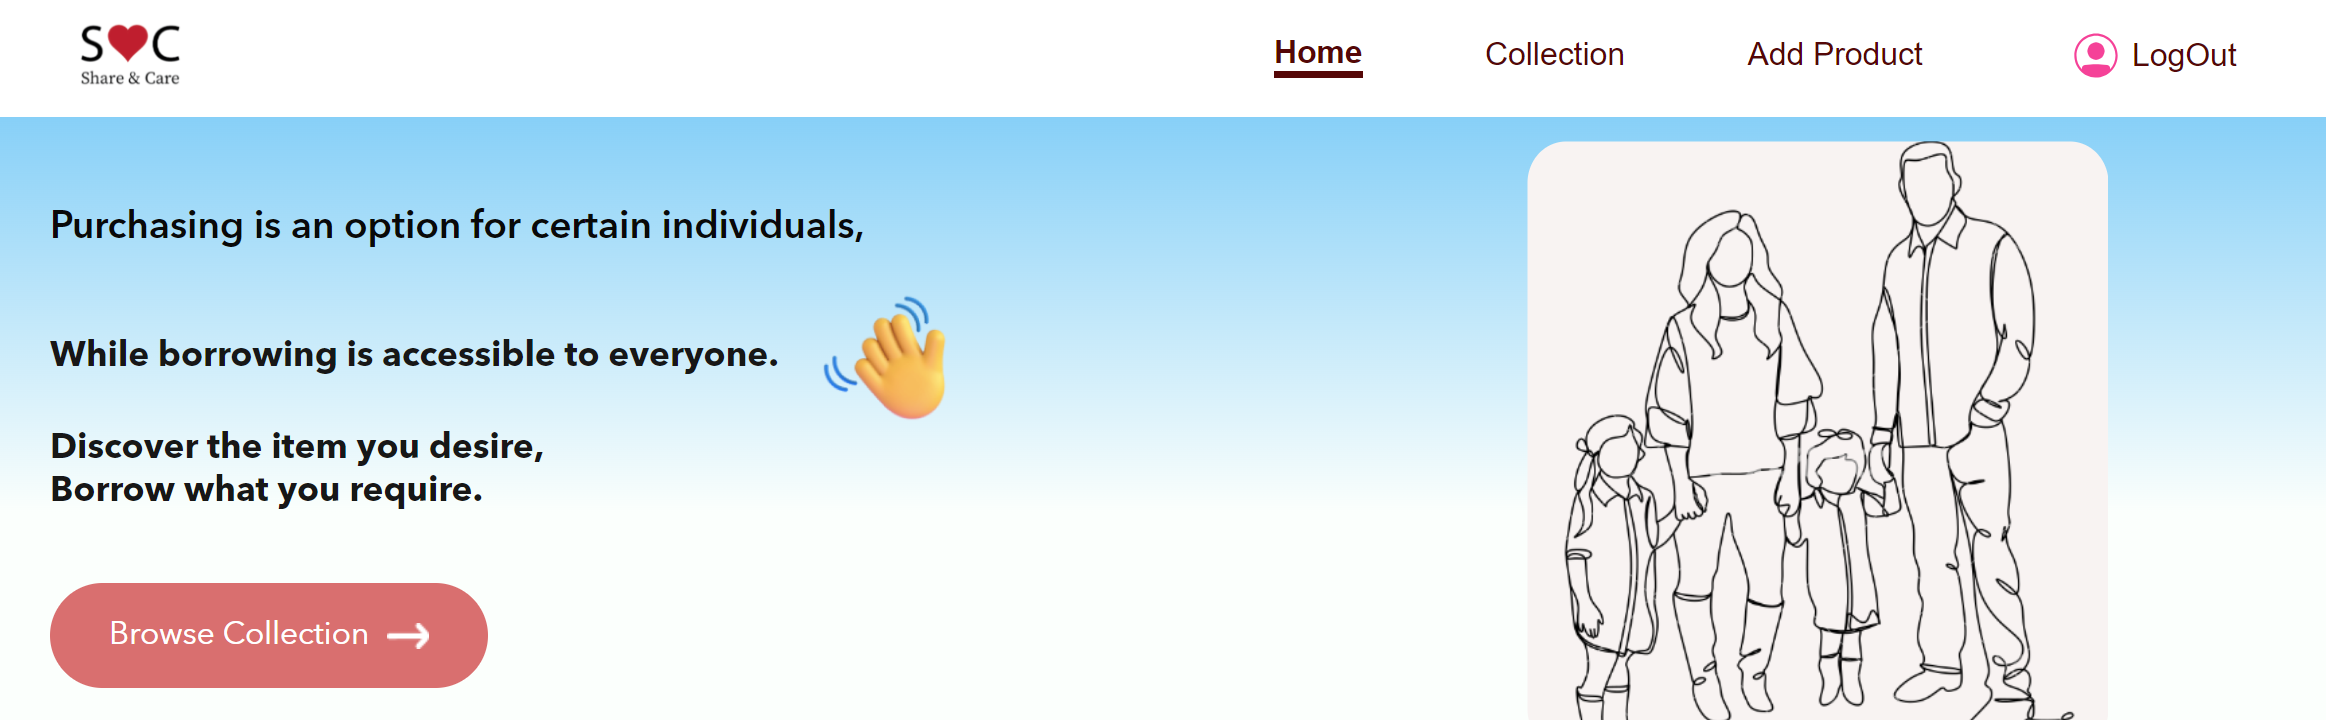 S C
Share & Care
Home
Collection
Add Product
LogOut
Purchasing is an option for certain individuals,
While borrowing is accessible to everyone.
Discover the item you desire,
Borrow what you require.
Browse Collection